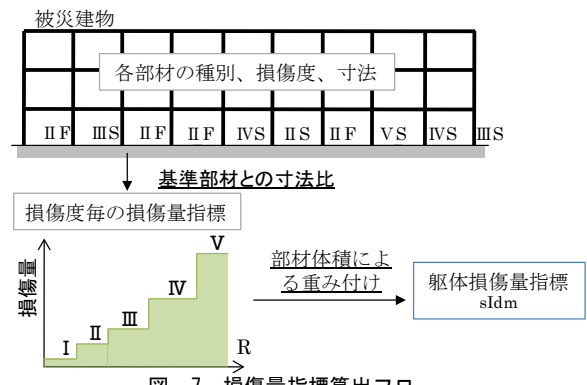 被災建物
各部材の種別、損傷度、寸法
ⅡF ⅢS ⅡF ⅡF ⅣS ⅡS ⅡF ⅤS ⅣS ⅢS
基準部材との寸法比
損傷度毎の損傷量指標
損傷量
Ⅰ Ⅱ Ⅲ Ⅳ Ⅴ
R
部材体積によ
る重み付け
躯体損傷量指標
sIdm
図－7 損傷量指標算出フロー